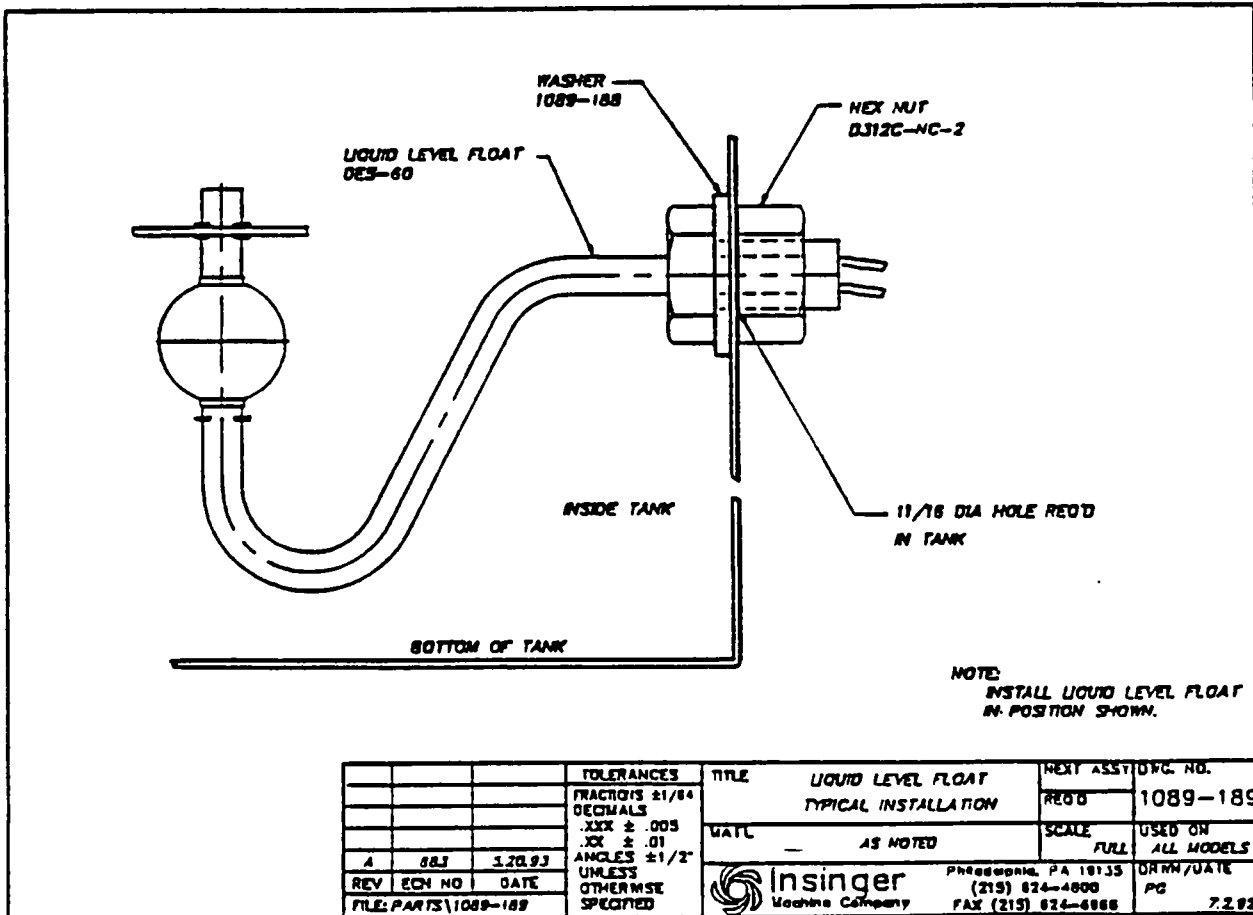 WASHER
1089-188
HEX NUT
D312C-NC-2
LIQUID LEVEL FLOAT
DES-60
INSIDE TANK
11/16 DIA HOLE REQ'D
IN TANK
BOTTOM OF TANK
NOTE:
INSTALL LIQUID LEVEL FLOAT
IN POSITION SHOWN.
TOLERANCES
FRACTIONS ±1/64
DECIMALS
.XXX ± .005
.XX ± .01
ANGLES ±1/2°
UNLESS
OTHERWISE
SPECIFIED
A 3.20.93
REV ECN NO DATE
FILE: PARTS\1089-189
TITLE LIQUID LEVEL FLOAT
TYPICAL INSTALLATION
MATL AS NOTED
NEXT ASSY
REQ'D
DWG. NO.
1089-189
SCALE
FULL
USED ON
ALL MODELS
Insinger
Machine Company
Philadelphia, PA 19135
(215) 624-4800
FAX (215) 624-6966
DRWN/DATE
PG 7.2.92